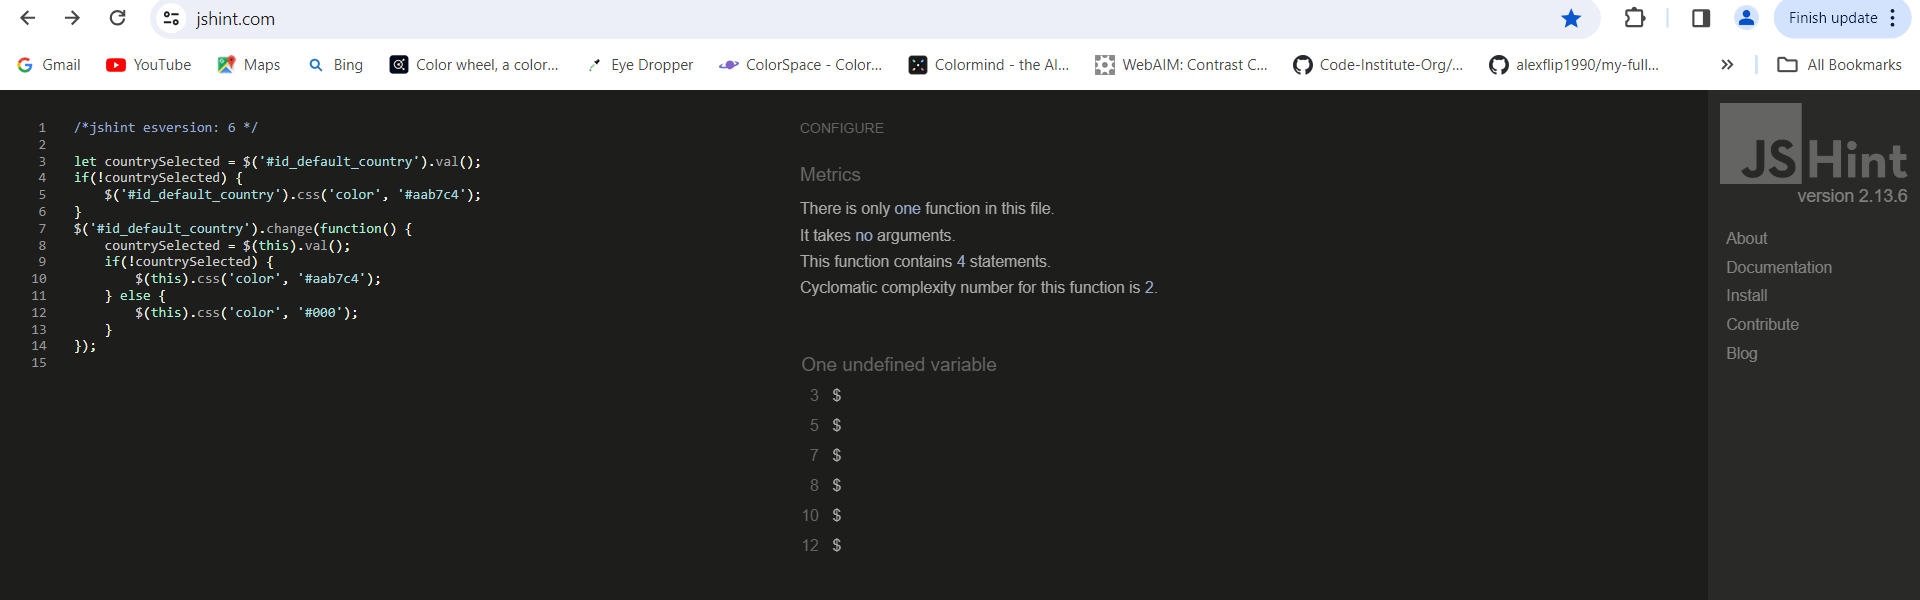 jshint.com
Finish update
Gmail
YouTube
Maps
Bing
Color wheel, a color...
Eye Dropper
ColorSpace - Color...
Colormind - the AI...
WebAIM: Contrast C...
Code-Institute-Org/...
alexflip1990/my-full...
»
All Bookmarks
1 /*jshint esversion: 6 */
2
3 let countrySelected = $('#id_default_country').val();
4 if(!countrySelected) {
5     $('#id_default_country').css('color', '#aab7c4');
6 }
7 $('#id_default_country').change(function() {
8     countrySelected = $(this).val();
9     if(!countrySelected) {
10         $(this).css('color', '#aab7c4');
11     } else {
12         $(this).css('color', '#000');
13     }
14 });
15
CONFIGURE
Metrics
There is only one function in this file.
It takes no arguments.
This function contains 4 statements.
Cyclomatic complexity number for this function is 2.
One undefined variable
3 $
5 $
7 $
8 $
10 $
12 $
JSHint
version 2.13.6
About
Documentation
Install
Contribute
Blog